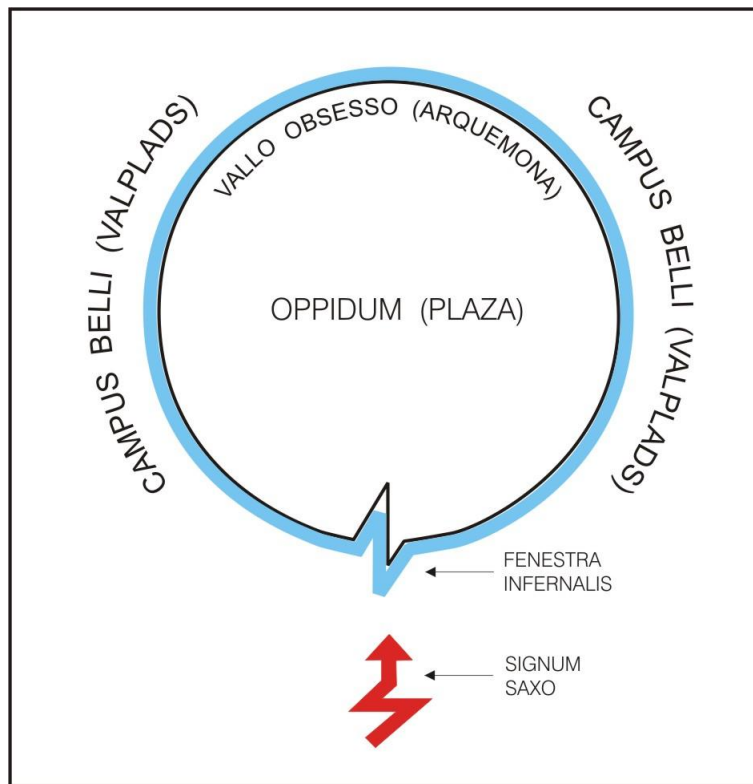 VALLO OBSESSO (ARQUEMONA)
CAMPUS BELLI (VALPLADS)
CAMPUS BELLI (VALPLADS)
OPPIDUM (PLAZA)
FENESTRA
INFERNALIS
SIGNUM
SAXO